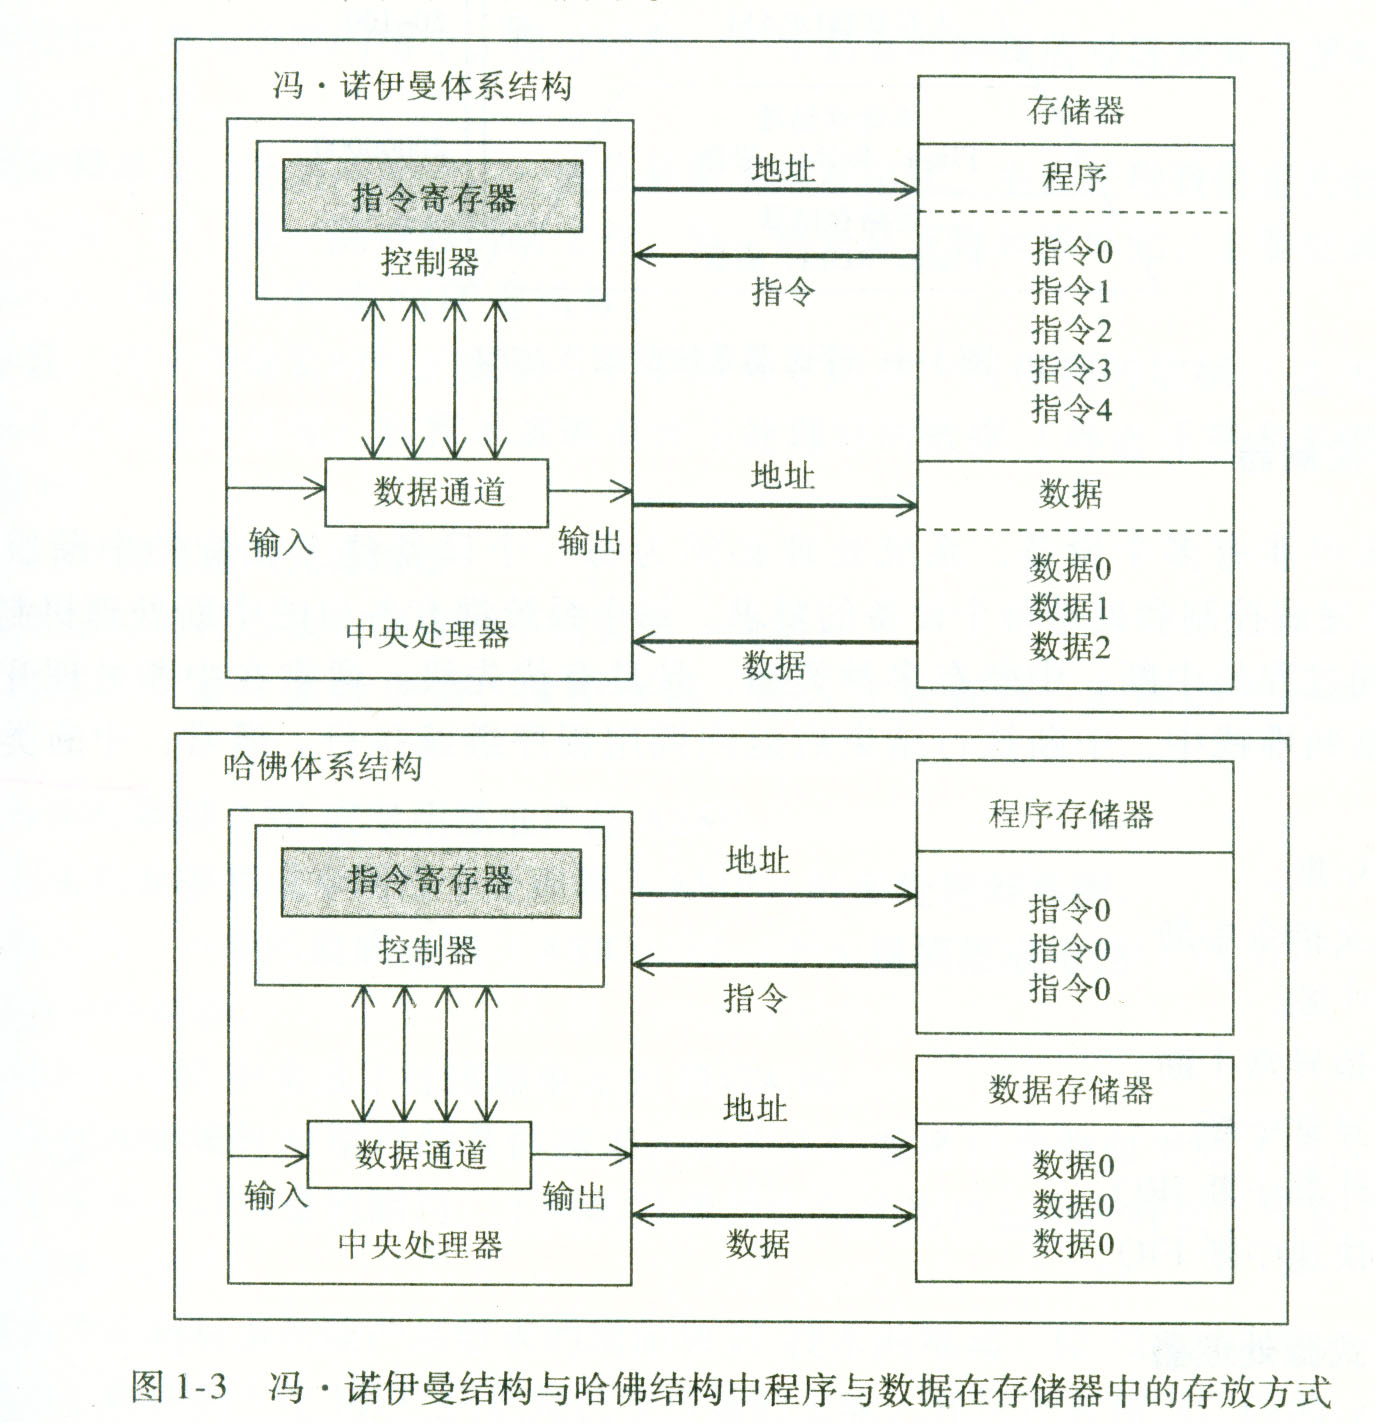 冯·诺伊曼体系结构
存储器
程序
指令寄存器
控制器
地址
指令
指令0
指令1
指令2
指令3
指令4
数据通道
输入
输出
地址
数据
数据0
数据1
数据2
中央处理器
数据
哈佛体系结构
程序存储器
指令寄存器
控制器
地址
指令
指令0
指令0
指令0
数据存储器
地址
数据通道
输入
输出
数据0
数据0
数据0
中央处理器
数据
图1-3 冯·诺伊曼结构与哈佛结构中程序与数据在存储器中的存放方式